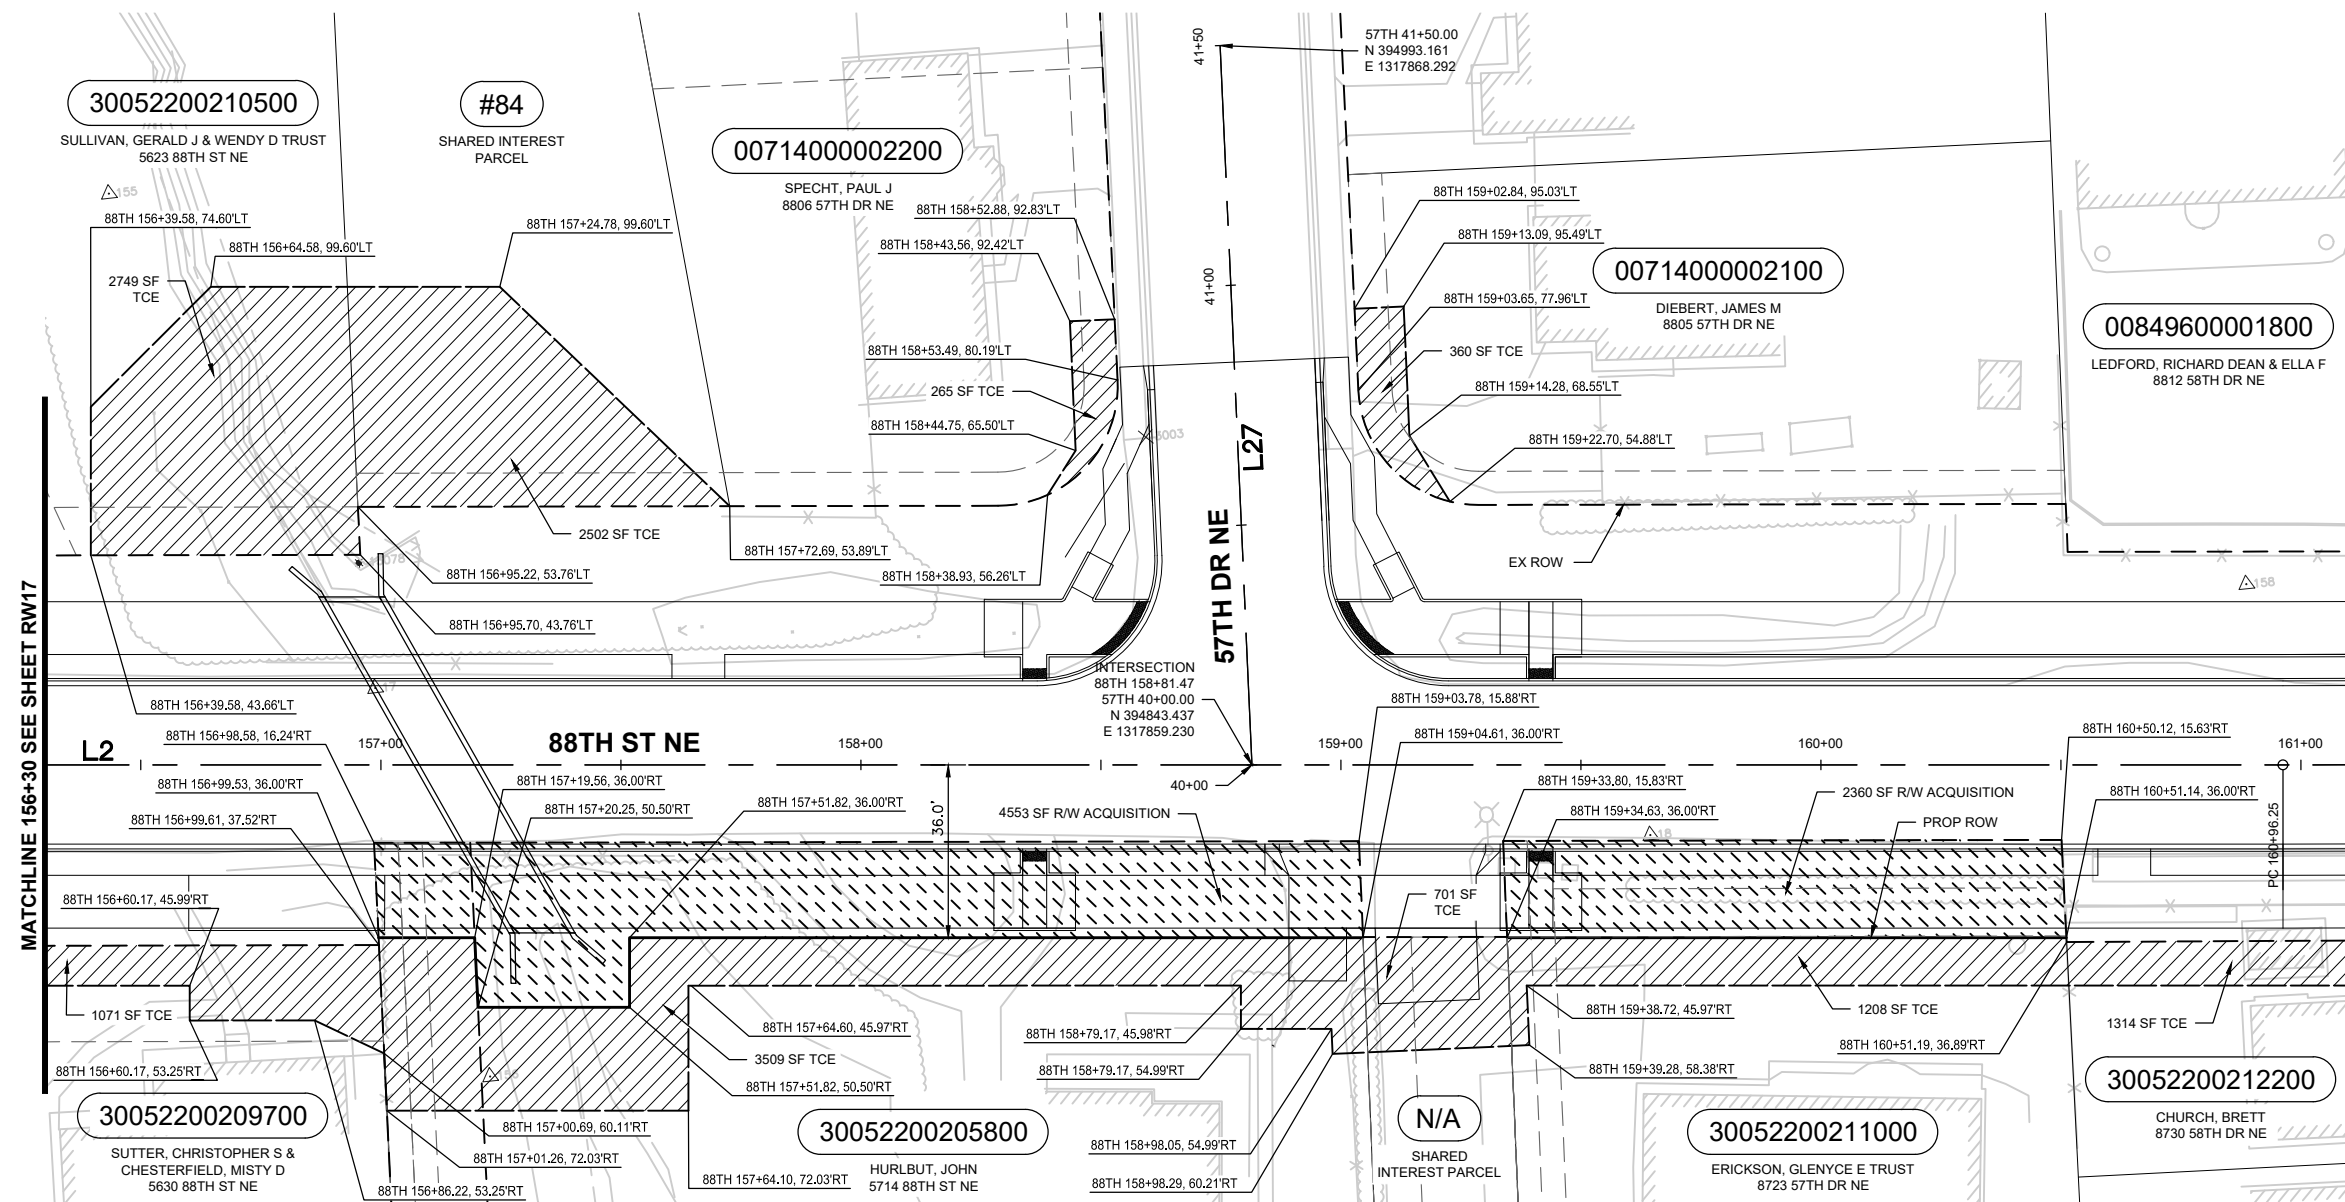 57TH 41+50.00
N 394993.161
E 1317868.292
41+50
30052200210500
SULLIVAN, GERALD J & WENDY D TRUST
5623 88TH ST NE
#84
SHARED INTEREST
PARCEL
00714000002200
SPECHT, PAUL J
8806 57TH DR NE
155
88TH 156+39.58, 74.60'LT
88TH 156+64.58, 99.60'LT
88TH 157+24.78, 99.60'LT
2749 SF
TCE
88TH 158+52.88, 92.83'LT
88TH 158+43.56, 92.42'LT
88TH 159+02.84, 95.03'LT
88TH 159+13.09, 95.49'LT
00714000002100
DIEBERT, JAMES M
8805 57TH DR NE
41+00
88TH 159+03.65, 77.96'LT
00849600001800
LEDFORD, RICHARD DEAN & ELLA F
8812 58TH DR NE
88TH 158+53.49, 80.19'LT
360 SF TCE
265 SF TCE
88TH 159+14.28, 68.55'LT
88TH 158+44.75, 65.50'LT
88TH 159+22.70, 54.88'LT
L27
2502 SF TCE
88TH 157+72.69, 53.89'LT
EX ROW
88TH 156+95.22, 53.76'LT
88TH 158+38.93, 56.26'LT
158
88TH 156+95.70, 43.76'LT
57TH DR NE
MATCHLINE 156+30 SEE SHEET RW17
INTERSECTION
88TH 158+81.47
57TH 40+00.00
N 394843.437
E 1317859.230
17
88TH 156+39.58, 43.66'LT
88TH 159+03.78, 15.88'RT
88TH 156+98.58, 16.24'RT
88TH 159+04.61, 36.00'RT
88TH 160+50.12, 15.63'RT
L2
157+00
88TH ST NE
158+00
159+00
160+00
161+00
88TH 156+99.53, 36.00'RT
88TH 157+19.56, 36.00'RT
40+00
88TH 159+33.80, 15.83'RT
2360 SF R/W ACQUISITION
88TH 160+51.14, 36.00'RT
88TH 157+20.25, 50.50'RT
88TH 157+51.82, 36.00'RT
36.0'
4553 SF R/W ACQUISITION
88TH 159+34.63, 36.00'RT
88TH 156+99.61, 37.52'RT
PROP ROW
18
PC 160+96.25
88TH 156+60.17, 45.99'RT
701 SF
TCE
1071 SF TCE
88TH 157+64.60, 45.97'RT
88TH 158+79.17, 45.98'RT
88TH 159+38.72, 45.97'RT
1208 SF TCE
1314 SF TCE
3509 SF TCE
88TH 160+51.19, 36.89'RT
88TH 156+60.17, 53.25'RT
88TH 157+51.82, 50.50'RT
88TH 158+79.17, 54.99'RT
88TH 159+39.28, 58.38'RT
30052200212200
CHURCH, BRETT
8730 58TH DR NE
30052200209700
SUTTER, CHRISTOPHER S &
CHESTERFIELD, MISTY D
5630 88TH ST NE
88TH 157+00.69, 60.11'RT
88TH 157+01.26, 72.03'RT
88TH 156+86.22, 53.25'RT
30052200205800
HURLBUT, JOHN
5714 88TH ST NE
88TH 157+64.10, 72.03'RT
88TH 158+98.05, 54.99'RT
88TH 158+98.29, 60.21'RT
N/A
SHARED
INTEREST PARCEL
30052200211000
ERICKSON, GLENYCE E TRUST
8723 57TH DR NE